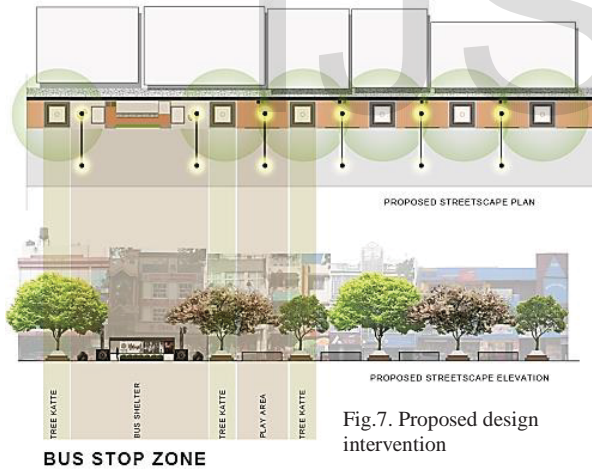 PROPOSED STREETSCAPE PLAN
PROPOSED STREETSCAPE ELEVATION
TREE KATTE
BUS SHELTER
TREE KATTE
PLAY AREA
TREE KATTE
Fig.7. Proposed design
intervention
BUS STOP ZONE